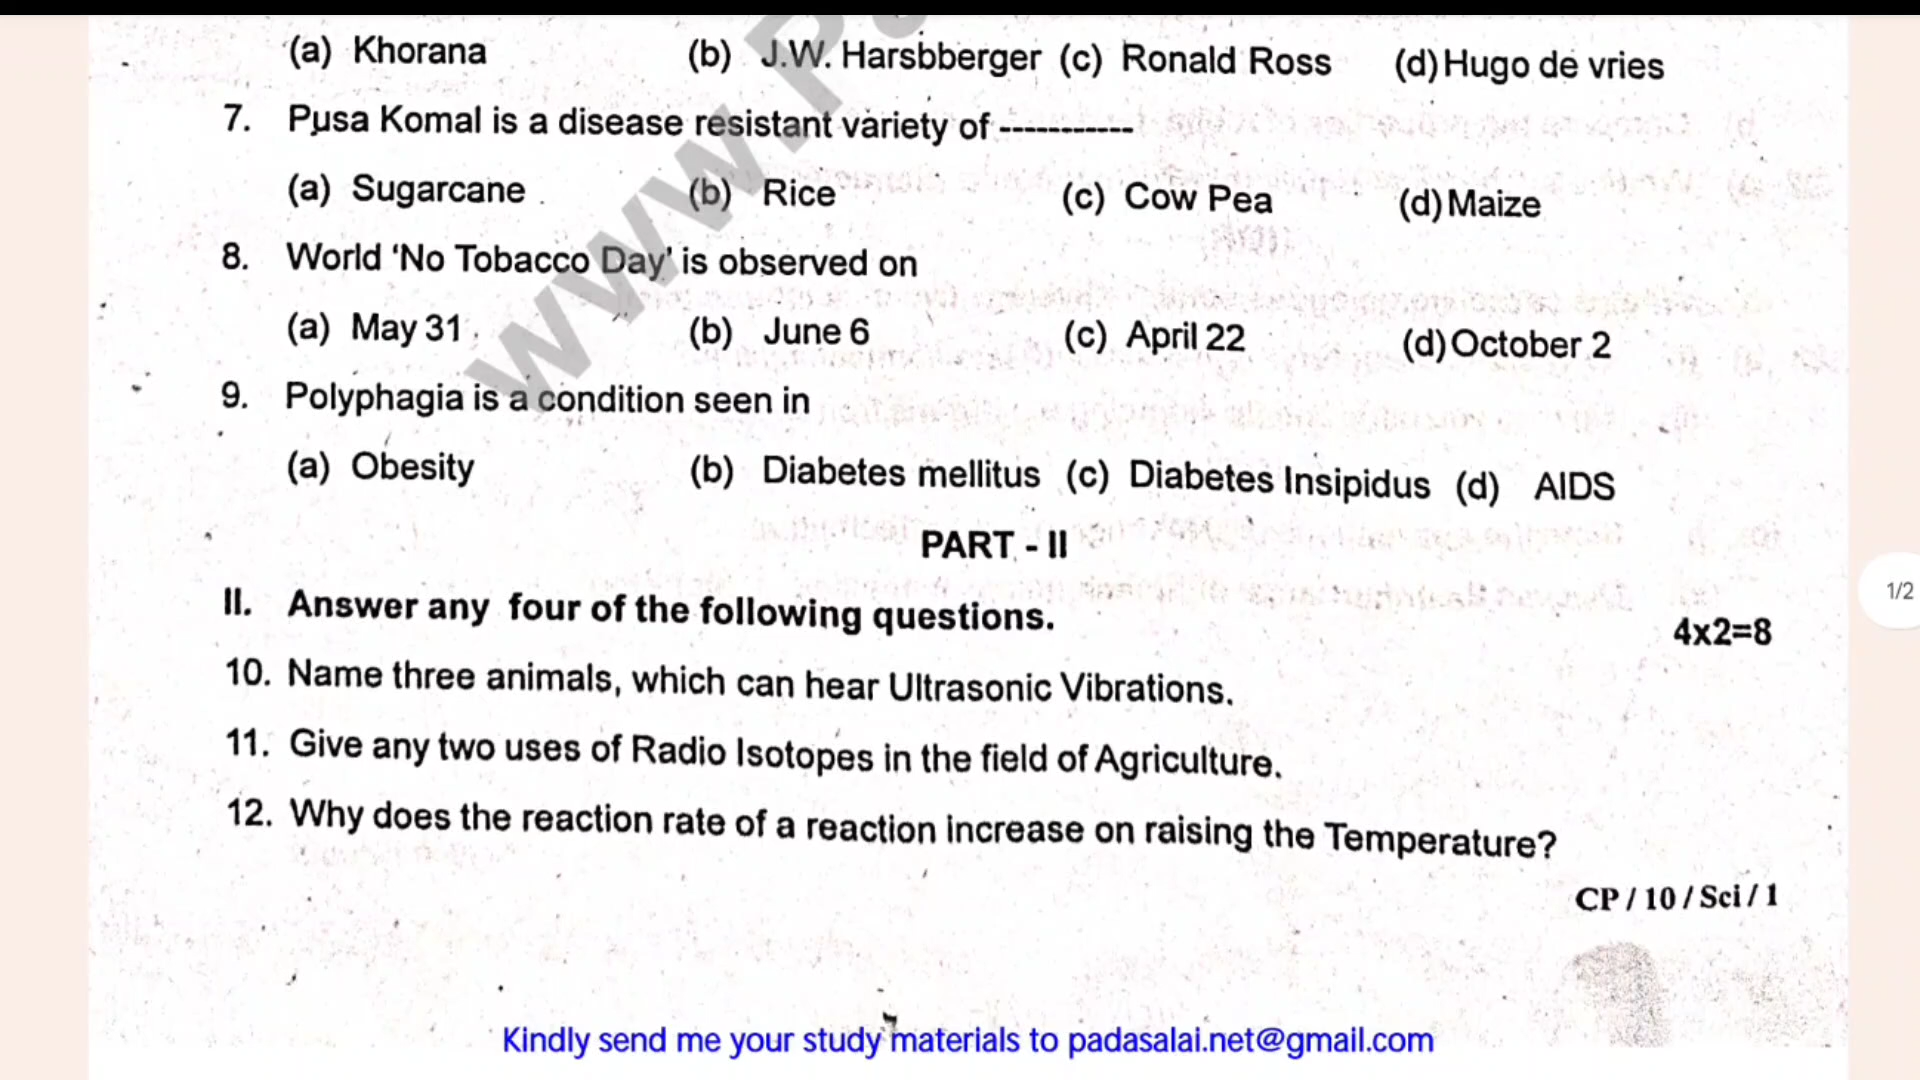 (a) Khorana (b) J.W. Harsbberger (c) Ronald Ross (d) Hugo de vries
7. Pusa Komal is a disease resistant variety of -----------
(a) Sugarcane (b) Rice (c) Cow Pea (d) Maize
8. World ‘No Tobacco Day’ is observed on
(a) May 31 (b) June 6 (c) April 22 (d) October 2
9. Polyphagia is a condition seen in
(a) Obesity (b) Diabetes mellitus (c) Diabetes Insipidus (d) AIDS
PART - II
1/2
II. Answer any four of the following questions. 4x2=8
10. Name three animals, which can hear Ultrasonic Vibrations.
11. Give any two uses of Radio Isotopes in the field of Agriculture.
12. Why does the reaction rate of a reaction increase on raising the Temperature?
CP / 10 / Sci / 1
Kindly send me your study materials to padasalai.net@gmail.com